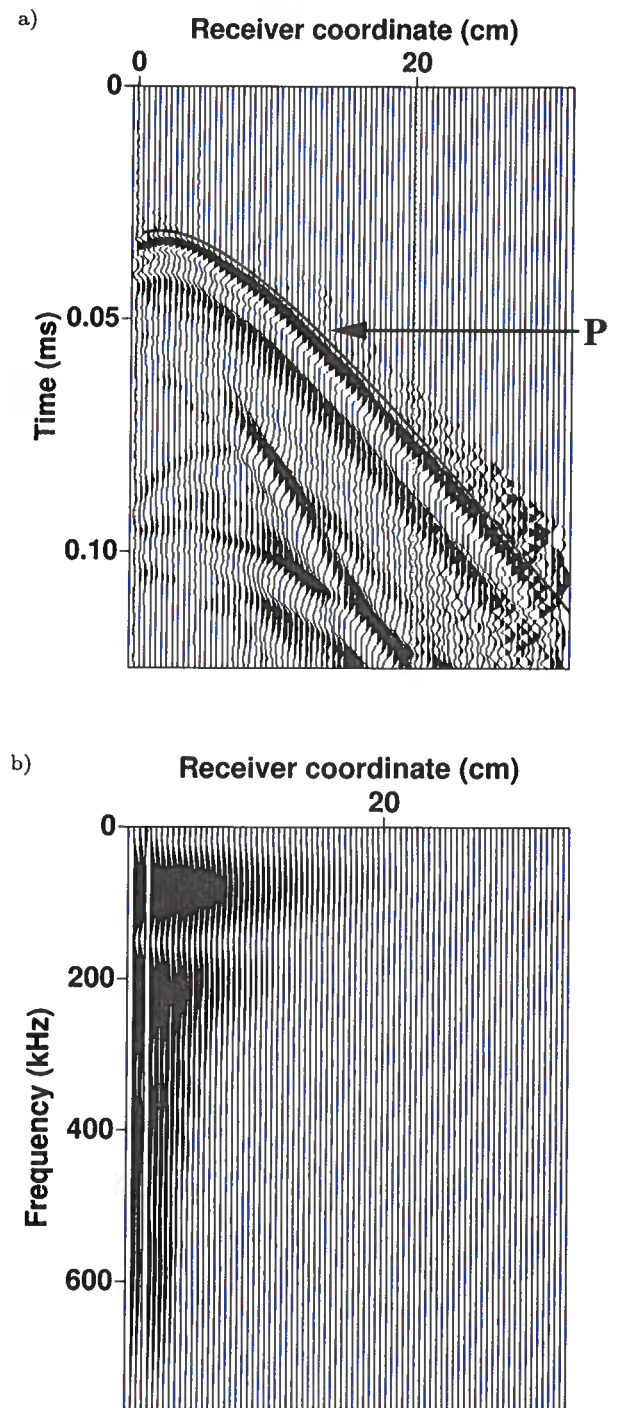 a)
Receiver coordinate (cm)
0 20
0
0.05
P
Time (ms)
0.10
b)
Receiver coordinate (cm)
20
0
200
400
Frequency (kHz)
600